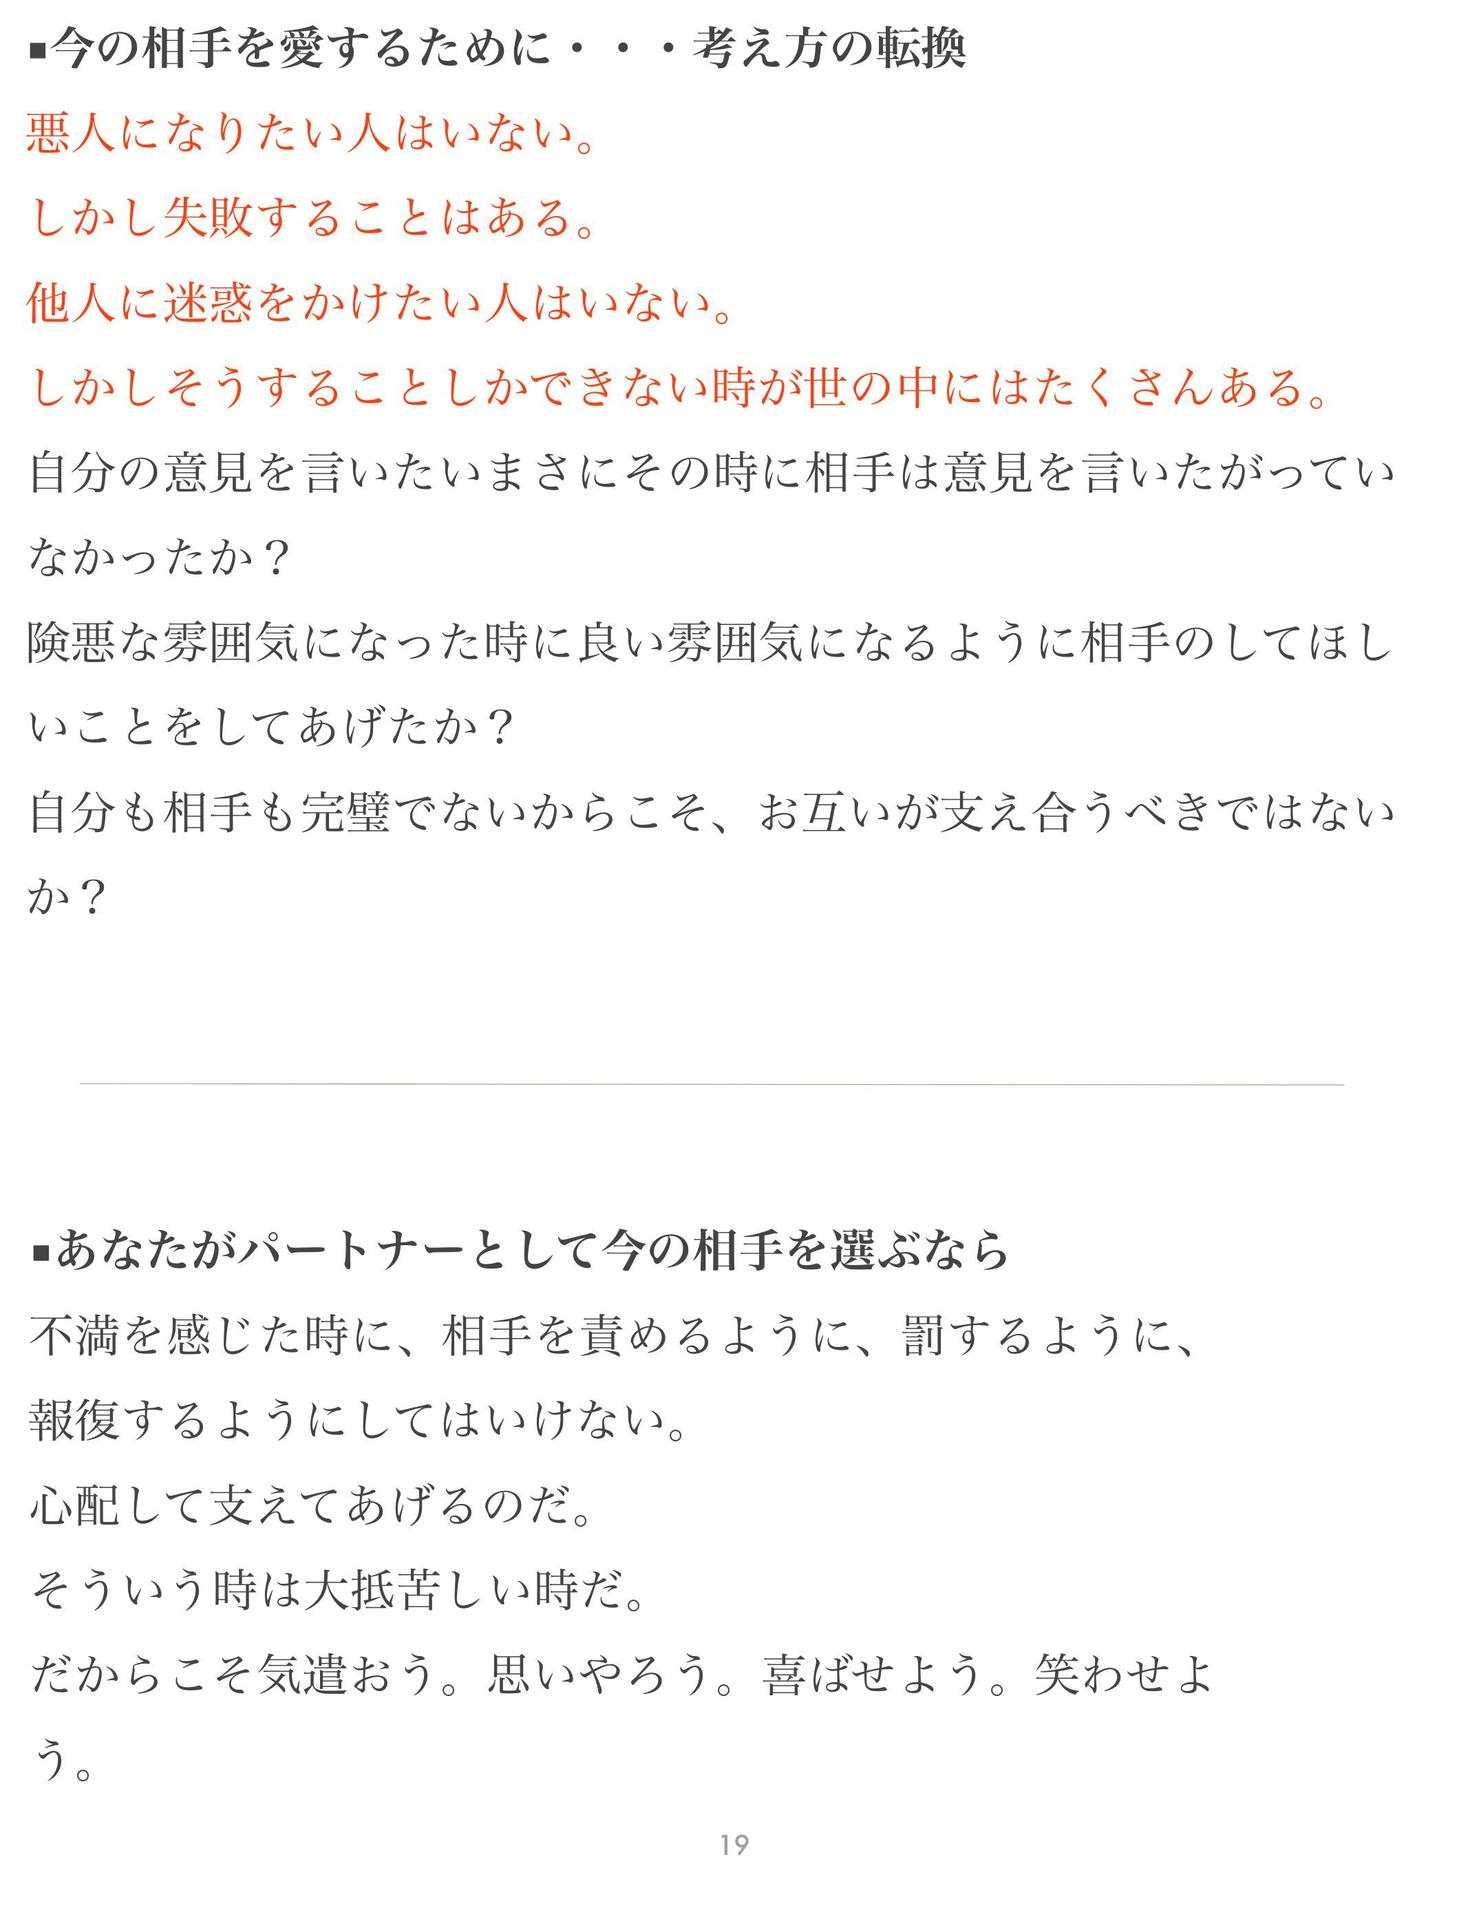 ▪今の相手を愛するために・・・考え方の転換
悪人になりたい人はいない。
しかし失敗することはある。
他人に迷惑をかけたい人はいない。
しかしそうすることしかできない時が世の中にはたくさんある。
自分の意見を言いたいまさにその時に相手は意見を言いたがってい
なかったか？
険悪な雰囲気になった時に良い雰囲気になるように相手のしてほし
いことをしてあげたか？
自分も相手も完璧でないからこそ、お互いが支え合うべきではない
か？
▪あなたがパートナーとして今の相手を選ぶなら
不満を感じた時に、相手を責めるように、罰するように、
報復するようにしてはいけない。
心配して支えてあげるのだ。
そういう時は大抵苦しい時だ。
だからこそ気遣おう。思いやろう。喜ばせよう。笑わせよ
う。
19